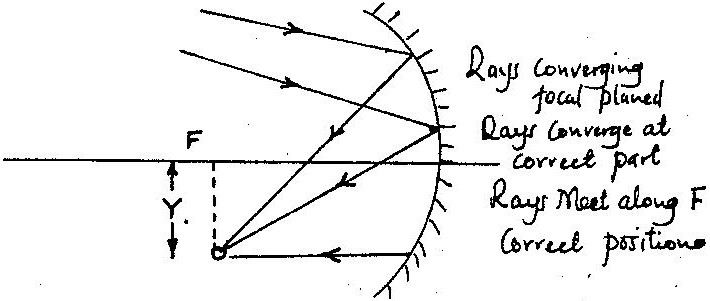 Rays Converging
focal planed
F
Rays Converge at
correct part
Y
Rays Meet along F
Correct positions